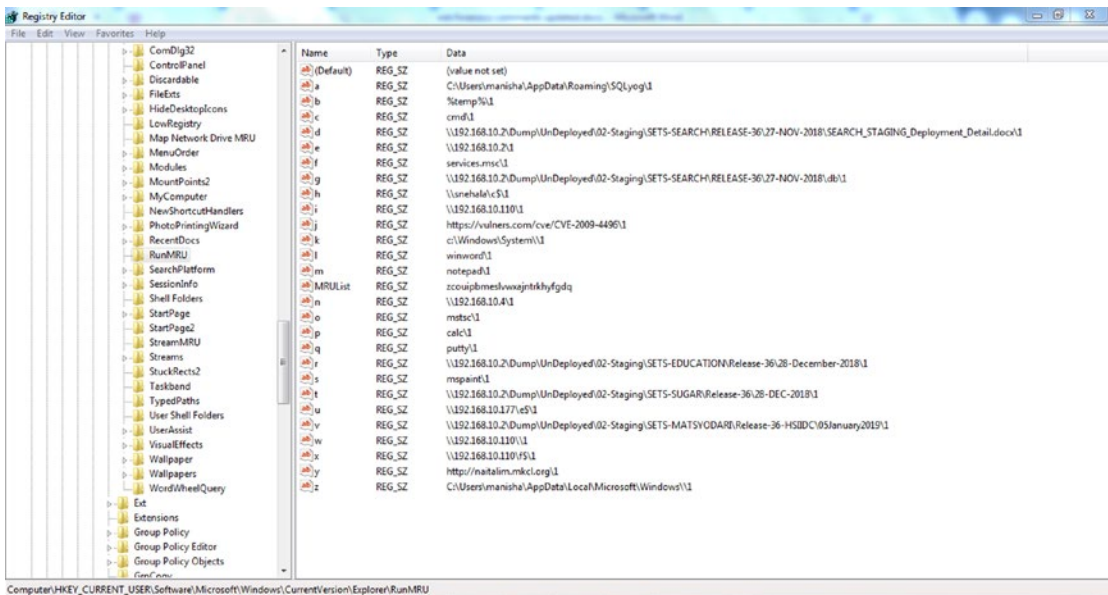 Registry Editor
File Edit View Favorites Help
ComDlg32
ControlPanel
Discardable
FileExts
HideDesktopIcons
LowRegistry
Map Network Drive MRU
MenuOrder
Modules
MountPoints2
MyComputer
NewShortcutHandlers
PhotoPrintingWizard
RecentDocs
RunMRU
SearchPlatform
SessionInfo
Shell Folders
StartPage
StartPage2
StreamMRU
Streams
StuckRects2
Taskband
TypedPaths
User Shell Folders
UserAssist
VisualEffects
Wallpaper
Wallpapers
WordWheelQuery
Ext
Extensions
Group Policy
Group Policy Editor
Group Policy Objects
GrpConv
Name Type Data
(Default) REG_SZ (value not set)
a REG_SZ C:\Users\manisha\AppData\Roaming\SQLyog\1
b REG_SZ %temp%\1
c REG_SZ cmd\1
d REG_SZ \\192.168.10.2\Dump\UnDeployed\02-Staging\SETS-SEARCH\RELEASE-36\27-NOV-2018\SEARCH_STAGING_Deployment_Detail.docx\1
e REG_SZ \\192.168.10.2\1
f REG_SZ services.msc\1
g REG_SZ \\192.168.10.2\Dump\UnDeployed\02-Staging\SETS-SEARCH\RELEASE-36\27-NOV-2018\db\1
h REG_SZ \\snehala\c$\1
i REG_SZ \\192.168.10.110\1
j REG_SZ https://vulners.com/cve/CVE-2009-4496\1
k REG_SZ c:\Windows\System\\1
l REG_SZ winword\1
m REG_SZ notepad\1
MRUList REG_SZ zcouipbmeslvwxajntrkhyfgdq
n REG_SZ \\192.168.10.4\1
o REG_SZ mstsc\1
p REG_SZ calc\1
q REG_SZ putty\1
r REG_SZ \\192.168.10.2\Dump\UnDeployed\02-Staging\SETS-EDUCATION\Release-36\28-December-2018\1
s REG_SZ mspaint\1
t REG_SZ \\192.168.10.2\Dump\UnDeployed\02-Staging\SETS-SUGAR\Release-36\28-DEC-2018\1
u REG_SZ \\192.168.10.177\e$\1
v REG_SZ \\192.168.10.2\Dump\UnDeployed\02-Staging\SETS-MATSYODARI\Release-36-HSIIDC\05January2019\1
w REG_SZ \\192.168.10.110\\1
x REG_SZ \\192.168.10.110\f$\1
y REG_SZ http://naitalim.mkcl.org\1
z REG_SZ C:\Users\manisha\AppData\Local\Microsoft\Windows\\1
Computer\HKEY_CURRENT_USER\Software\Microsoft\Windows\CurrentVersion\Explorer\RunMRU